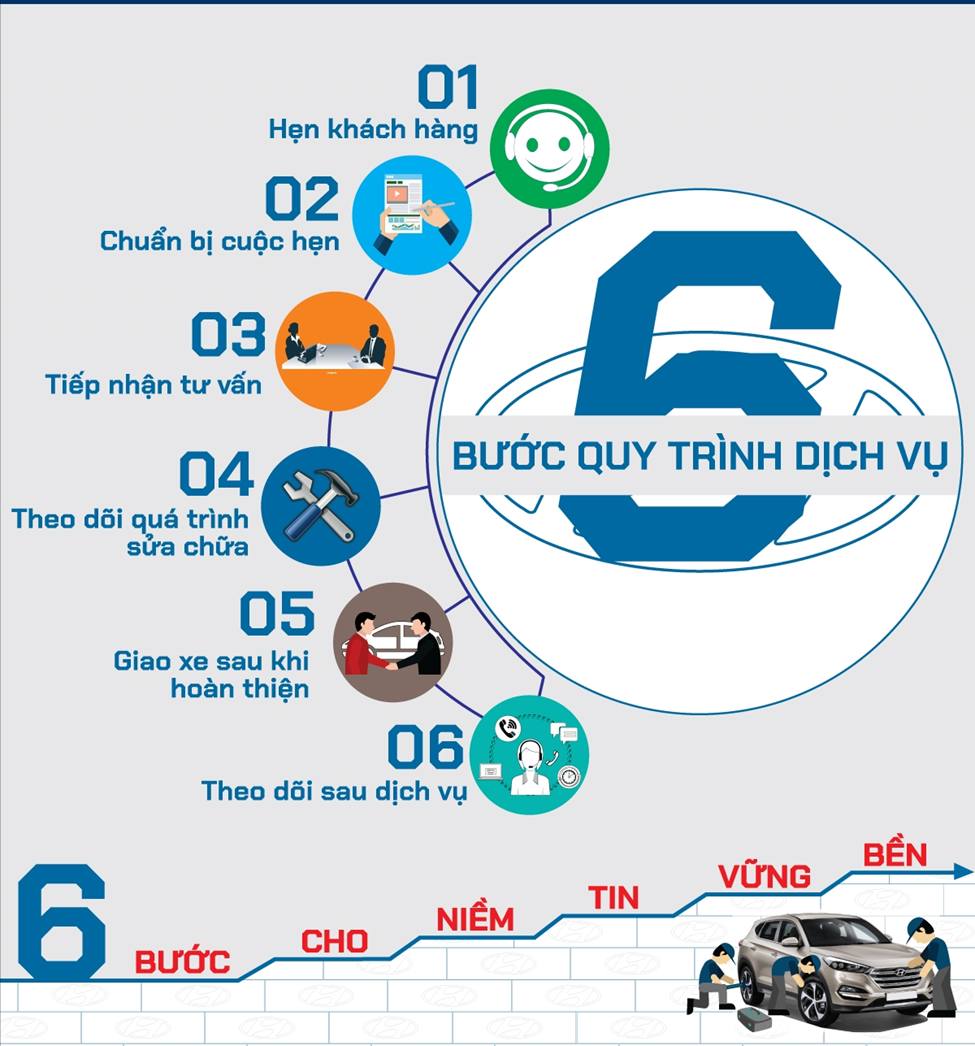 01
Hẹn khách hàng
02
Chuẩn bị cuộc hẹn
03
Tiếp nhận tư vấn
04
Theo dõi quá trình
sửa chữa
05
Giao xe sau khi
hoàn thiện
06
Theo dõi sau dịch vụ
6
BƯỚC QUY TRÌNH DỊCH VỤ
6 BƯỚC CHO NIỀM TIN VỮNG BỀN